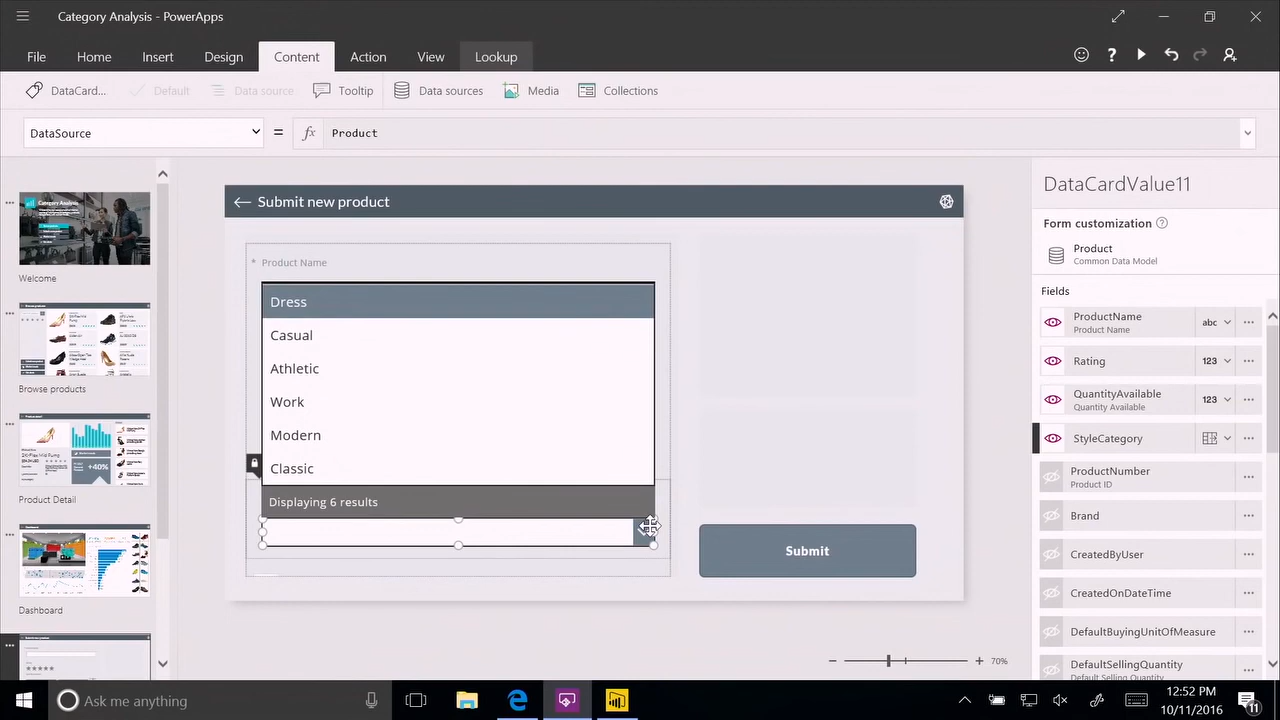 Category Analysis - PowerApps
File Home Insert Design Content Action View Lookup
DataCard... Default Data source Tooltip Data sources Media Collections
DataSource = fx Product
Welcome
Browse products
Product Detail
Dashboard
Submit new product
* Product Name
Dress
Casual
Athletic
Work
Modern
Classic
Displaying 6 results
Submit
70%
DataCardValue11
Form customization ?
Product
Common Data Model
Fields
ProductName
Product Name
abc
Rating
123
QuantityAvailable
Quantity Available
123
StyleCategory
ProductNumber
Product ID
Brand
CreatedByUser
CreatedOnDateTime
DefaultBuyingUnitOfMeasure
DefaultSellingQuantity
Default Selling Quantity
Ask me anything
12:52 PM
10/11/2016
11